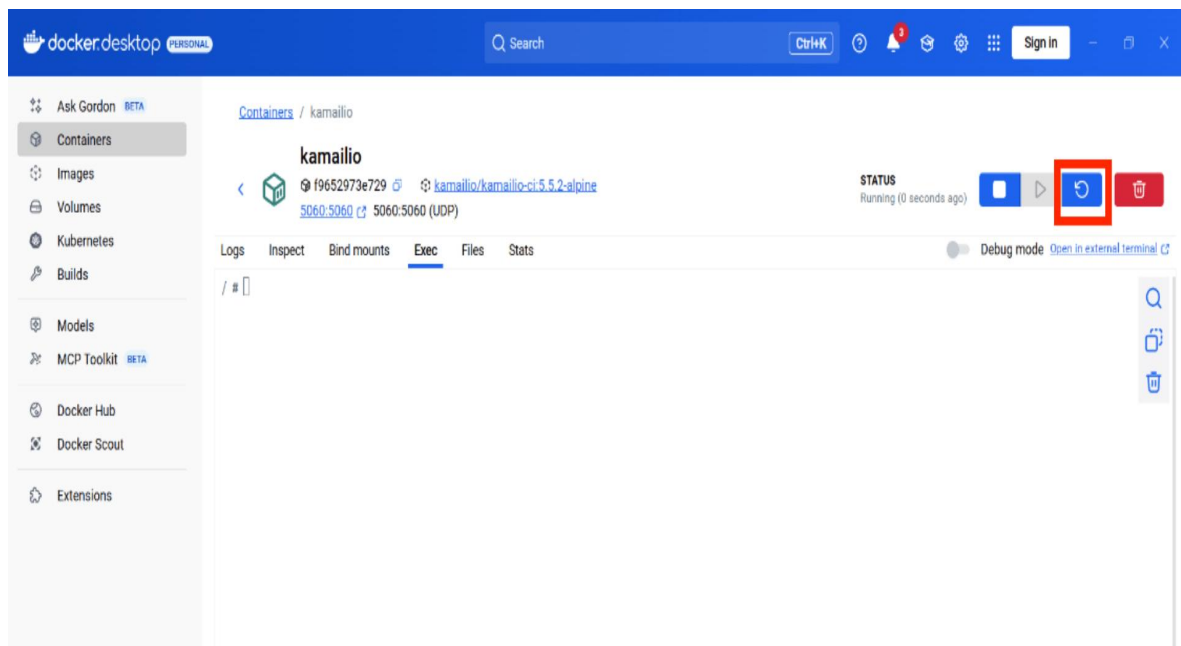 docker.desktop PERSONAL
Search
Ctrl+K
3
Sign in
Ask Gordon BETA
Containers
Images
Volumes
Kubernetes
Builds
Models
MCP Toolkit BETA
Docker Hub
Docker Scout
Extensions
Containers / kamailio
kamailio
f9652973e729 kamailio/kamailio-ci:5.5.2-alpine
5060:5060 5060:5060 (UDP)
STATUS
Running (0 seconds ago)
Logs Inspect Bind mounts Exec Files Stats
Debug mode Open in external terminal
/ #